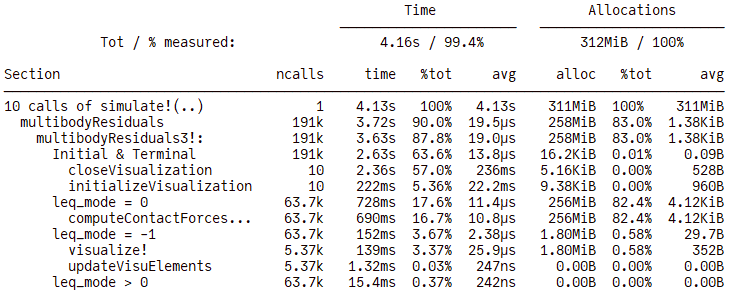 Time Allocations
Tot / % measured: 4.16s / 99.4% 312MiB / 100%
Section ncalls time %tot avg alloc %tot avg
10 calls of simulate!(..) 1 4.13s 100% 4.13s 311MiB 100% 311MiB
multibodyResiduals 191k 3.72s 90.0% 19.5μs 258MiB 83.0% 1.38KiB
multibodyResiduals3!: 191k 3.63s 87.8% 19.0μs 258MiB 83.0% 1.38KiB
Initial & Terminal 191k 2.63s 63.6% 13.8μs 16.2KiB 0.01% 0.09B
closeVisualization 10 2.36s 57.0% 236ms 5.16KiB 0.00% 528B
initializeVisualization 10 222ms 5.36% 22.2ms 9.38KiB 0.00% 960B
leq_mode = 0 63.7k 728ms 17.6% 11.4μs 256MiB 82.4% 4.12KiB
computeContactForces... 63.7k 690ms 16.7% 10.8μs 256MiB 82.4% 4.12KiB
leq_mode = -1 63.7k 152ms 3.67% 2.38μs 1.80MiB 0.58% 29.7B
visualize! 5.37k 139ms 3.37% 25.9μs 1.80MiB 0.58% 352B
updateVisuElements 5.37k 1.32ms 0.03% 247ns 0.00B 0.00% 0.00B
leq_mode > 0 63.7k 15.4ms 0.37% 242ns 0.00B 0.00% 0.00B